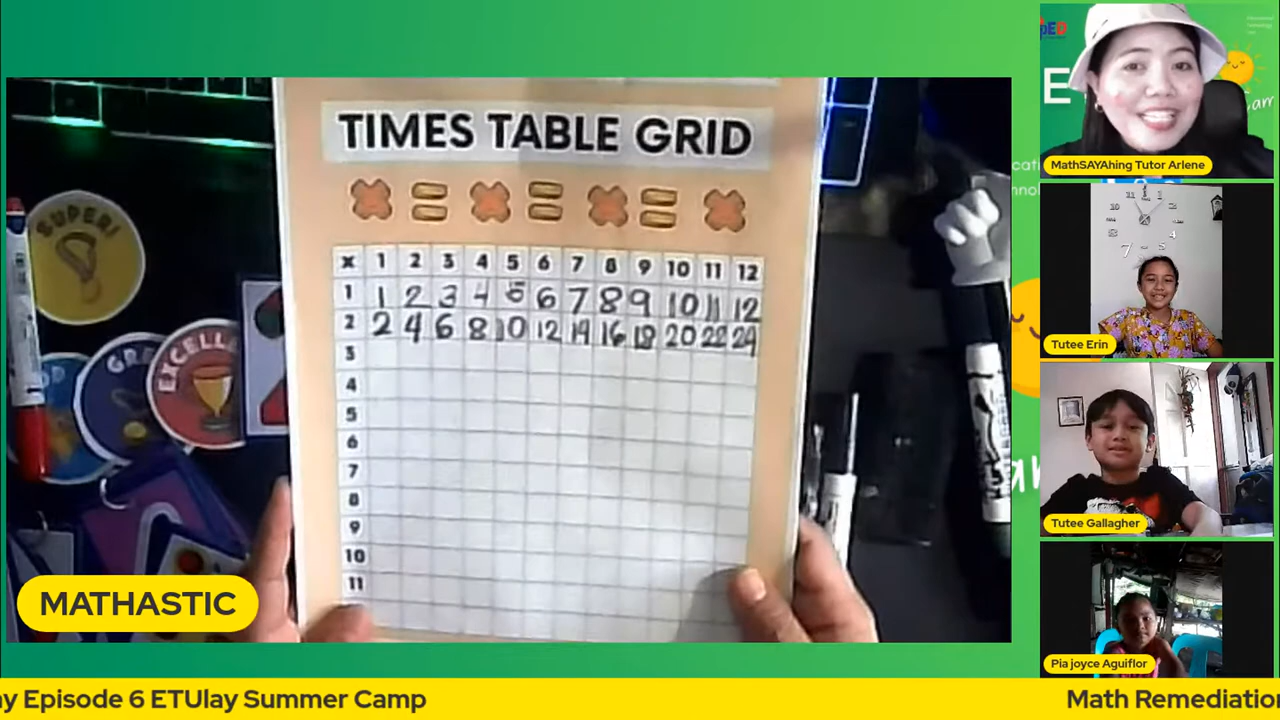 TIMES TABLE GRID
x 1 2 3 4 5 6 7 8 9 10 11 12
1 1 2 3 4 5 6 7 8 9 10 11 12
2 2 4 6 8 10 12 14 16 18 20 22 24
3
4
5
6
7
8
9
10
11
SUPER!
MATHASTIC
MathSAYAhing Tutor Arlene
Tutee Erin
Tutee Gallagher
Pia joyce Aguiflor
Episode 6 ETUlay Summer Camp
Math Remediation